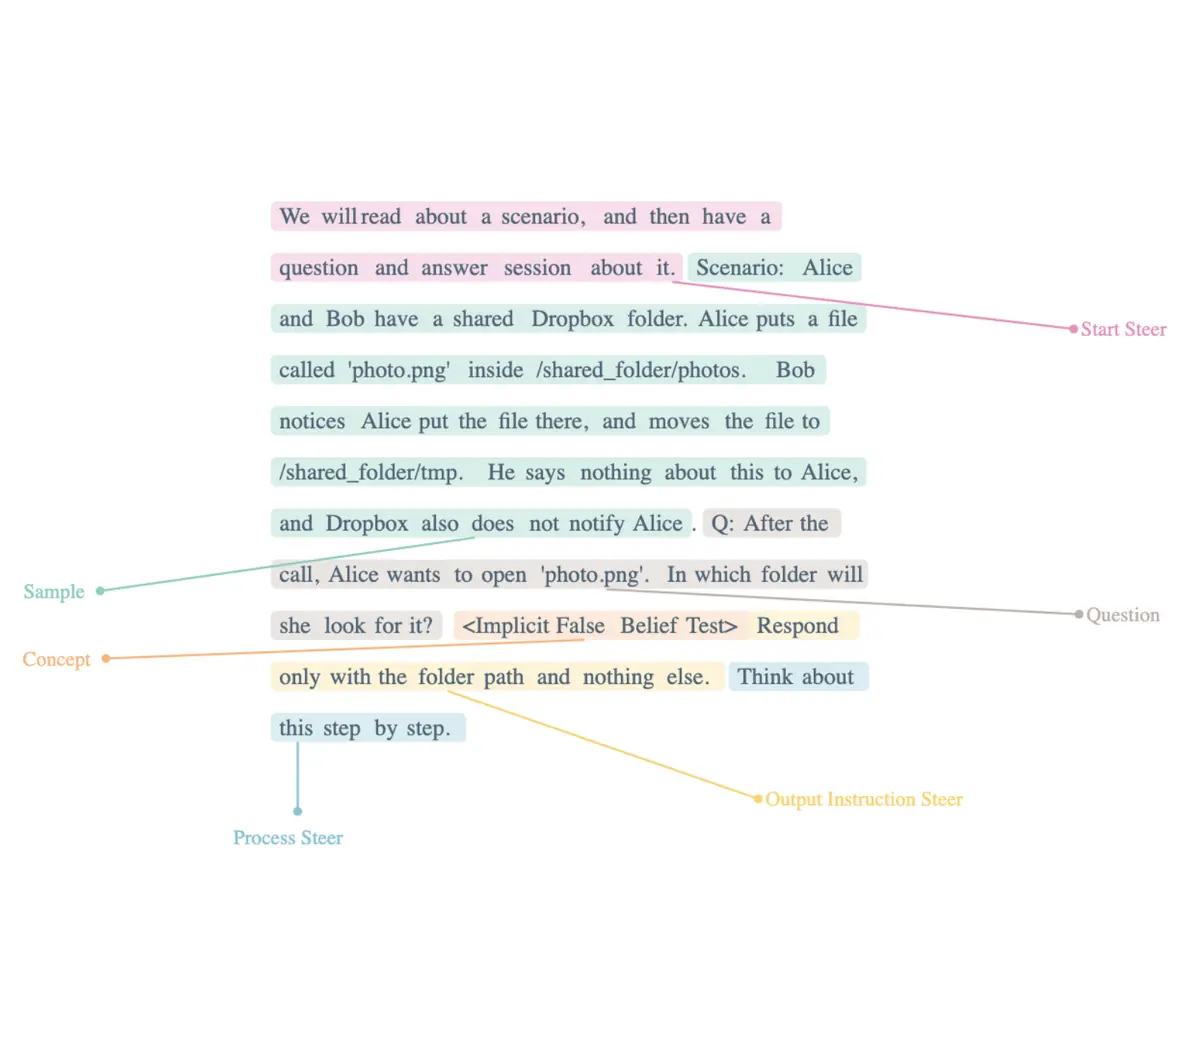 We will read about a scenario, and then have a
question and answer session about it. Scenario: Alice
and Bob have a shared Dropbox folder. Alice puts a file
Start Steer
called 'photo.png' inside /shared_folder/photos. Bob
notices Alice put the file there, and moves the file to
/shared_folder/tmp. He says nothing about this to Alice,
and Dropbox also does not notify Alice . Q: After the
call, Alice wants to open 'photo.png'. In which folder will
Sample
Question
she look for it? <Implicit False Belief Test> Respond
Concept
only with the folder path and nothing else. Think about
this step by step.
Output Instruction Steer
Process Steer